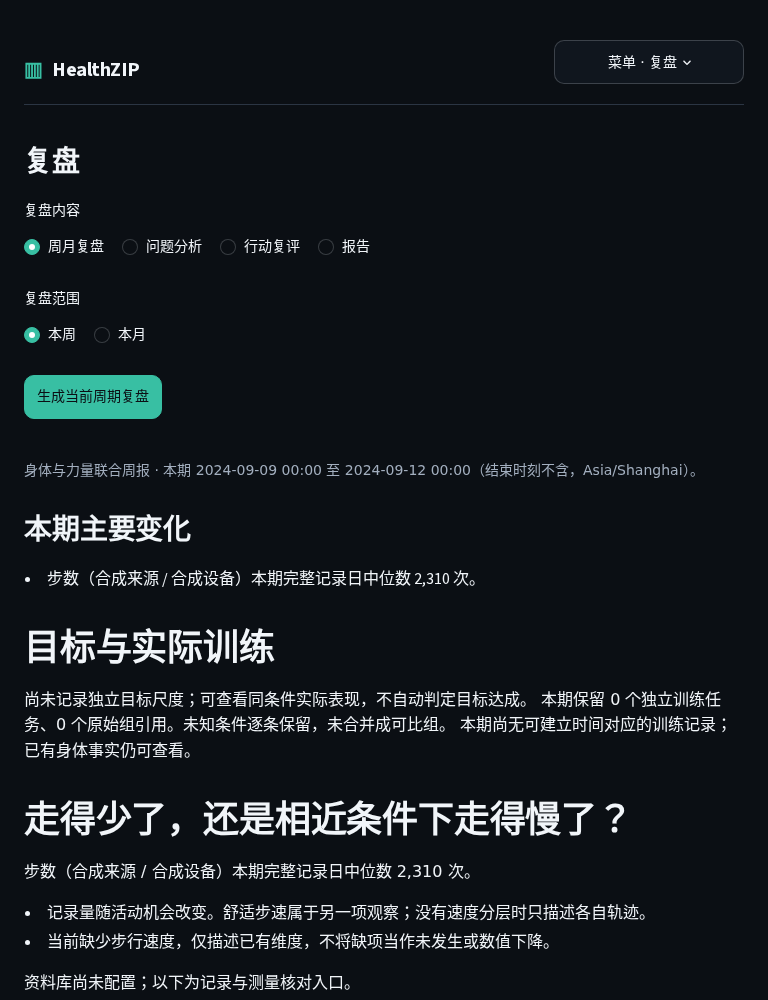 HealthZIP
菜单 · 复盘
复盘
复盘内容
周月复盘 问题分析 行动复评 报告
复盘范围
本周 本月
生成当前周期复盘
身体与力量联合周报 · 本期 2024-09-09 00:00 至 2024-09-12 00:00（结束时刻不含，Asia/Shanghai）。
本期主要变化
• 步数（合成来源 / 合成设备）本期完整记录日中位数 2,310 次。
目标与实际训练
尚未记录独立目标尺度；可查看同条件实际表现，不自动判定目标达成。 本期保留 0 个独立训练任
务、0 个原始组引用。未知条件逐条保留，未合并成可比组。 本期尚无可建立时间对应的训练记录；
已有身体事实仍可查看。
走得少了，还是相近条件下走得慢了？
步数（合成来源 / 合成设备）本期完整记录日中位数 2,310 次。
• 记录量随活动机会改变。舒适步速属于另一项观察；没有速度分层时只描述各自轨迹。
• 当前缺少步行速度，仅描述已有维度，不将缺项当作未发生或数值下降。
资料库尚未配置；以下为记录与测量核对入口。